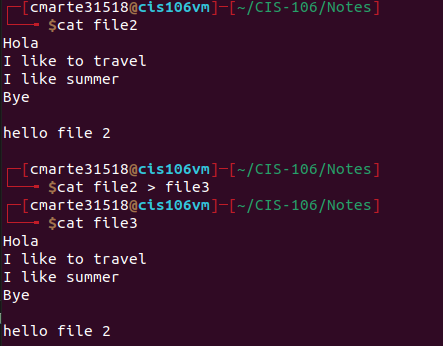 ┌─[cmarte31518@cis106vm]─[~/CIS-106/Notes]
└──╼ $cat file2
Hola
I like to travel
I like summer
Bye

hello file 2

┌─[cmarte31518@cis106vm]─[~/CIS-106/Notes]
└──╼ $cat file2 > file3
┌─[cmarte31518@cis106vm]─[~/CIS-106/Notes]
└──╼ $cat file3
Hola
I like to travel
I like summer
Bye

hello file 2